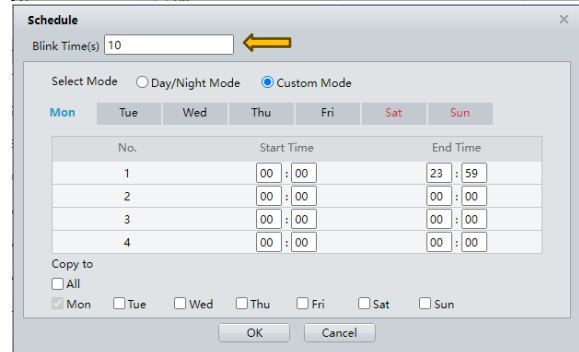 Schedule
Blink Time(s) 10
Select Mode Day/Night Mode Custom Mode
Mon Tue Wed Thu Fri Sat Sun
No. Start Time End Time
1 00 : 00 23 : 59
2 00 : 00 00 : 00
3 00 : 00 00 : 00
4 00 : 00 00 : 00
Copy to
All
Mon Tue Wed Thu Fri Sat Sun
OK Cancel